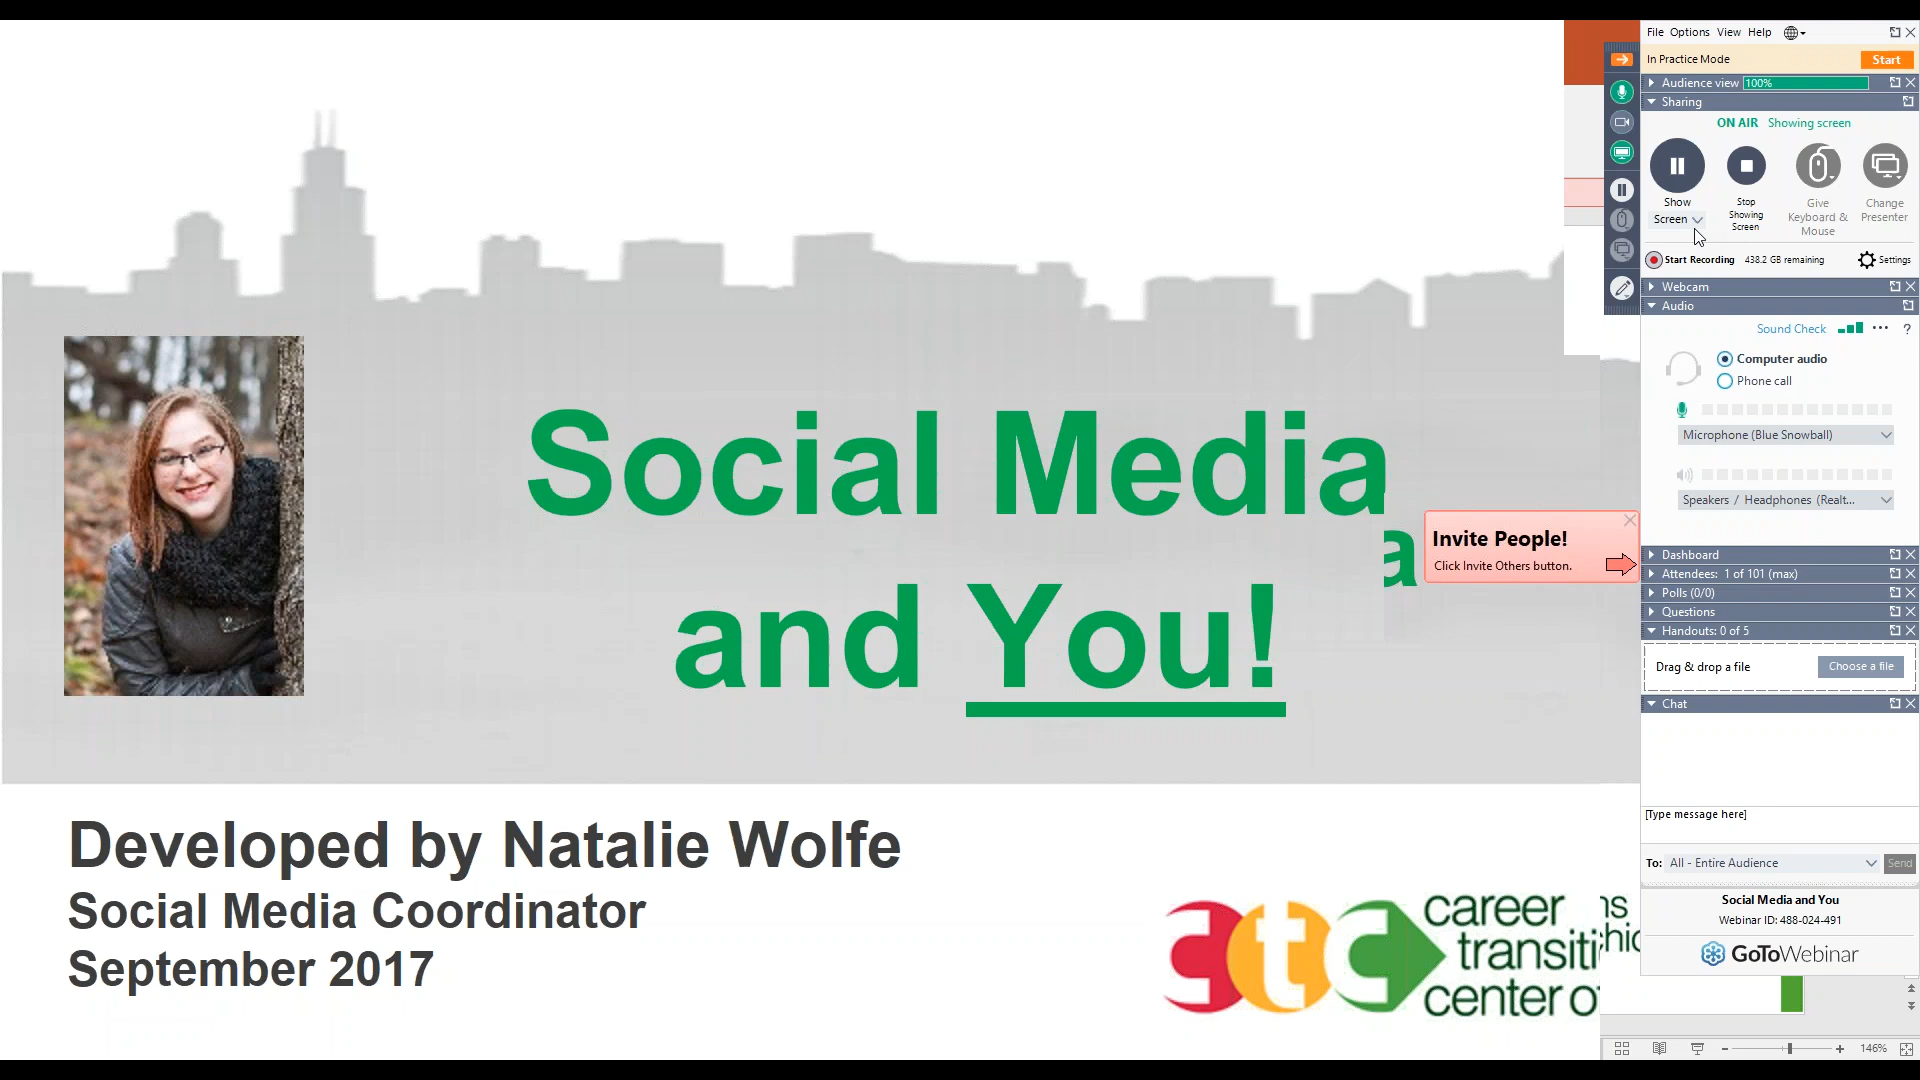 Social Media
a
and You!
Developed by Natalie Wolfe
Social Media Coordinator
September 2017
ctc
career
transiti
center of
ns
hic
File Options View Help
In Practice Mode
Start
Audience view 100%
Sharing
ON AIR Showing screen
Show
Screen
Stop
Showing
Screen
Give
Keyboard &
Mouse
Change
Presenter
Start Recording 438.2 GB remaining
Settings
Webcam
Audio
Sound Check
?
Computer audio
Phone call
Microphone (Blue Snowball)
Speakers / Headphones (Realt...
Invite People!
Click Invite Others button.
Dashboard
Attendees: 1 of 101 (max)
Polls (0/0)
Questions
Handouts: 0 of 5
Drag & drop a file
Choose a file
Chat
[Type message here]
To: All - Entire Audience
Send
Social Media and You
Webinar ID: 488-024-491
GoToWebinar
146%